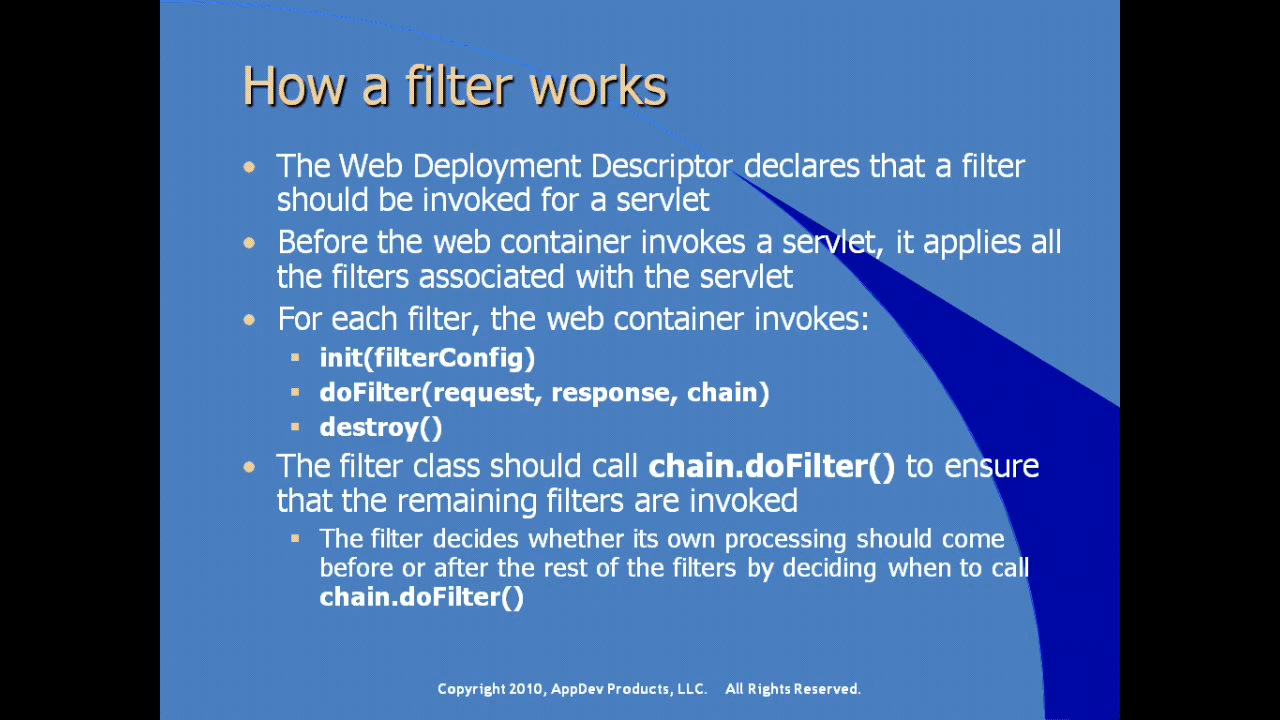 How a filter works
The Web Deployment Descriptor declares that a filter
should be invoked for a servlet
Before the web container invokes a servlet, it applies all
the filters associated with the servlet
For each filter, the web container invokes:
init(filterConfig)
doFilter(request, response, chain)
destroy()
The filter class should call chain.doFilter() to ensure
that the remaining filters are invoked
The filter decides whether its own processing should come
before or after the rest of the filters by deciding when to call
chain.doFilter()
Copyright 2010, AppDev Products, LLC. All Rights Reserved.